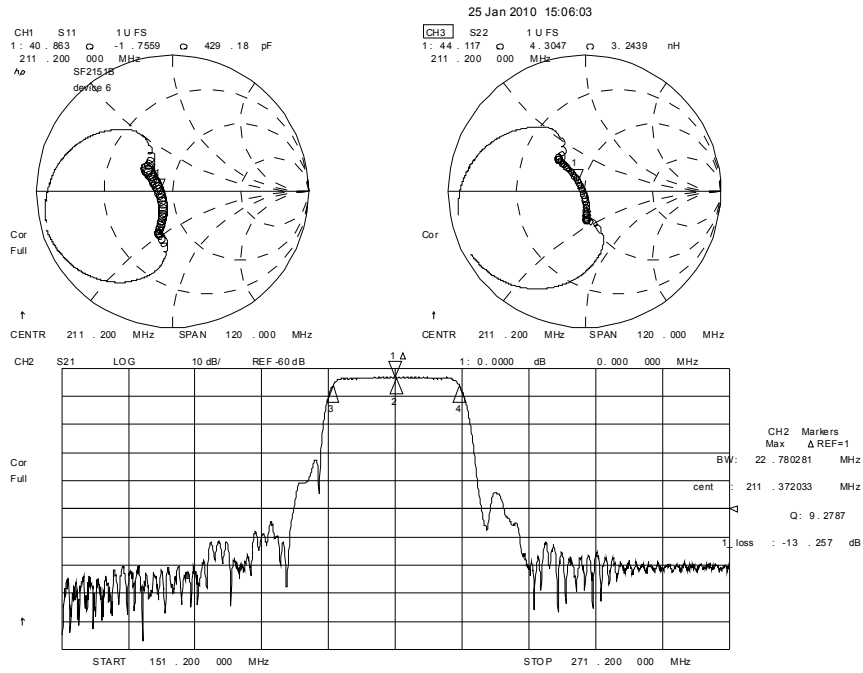 25 Jan 2010 15:06:03
CH1 S11 1 U FS
1: 40 . 863 Ω -1 . 7559 Ω 429 . 18 pF
211 . 200 000 MHz
hp SF2151B
device 6
Cor
Full
↑
CENTR 211 . 200 MHz SPAN 120 . 000 MHz
CH3 S22 1 U FS
1: 44 . 117 Ω 4 . 3047 Ω 3 . 2439 nH
211 . 200 000 MHz
1
Cor
↑
CENTR 211 . 200 MHz SPAN 120 . 000 MHz
CH2 S21 LOG 10 dB/ REF -60 dB 1: 0 . 0000 dB 0 . 000 000 MHz
1 Δ
3 2 4
Cor
Full
↑
CH2 Markers
Max Δ REF=1
BW: 22 . 780281 MHz
cent : 211 . 372033 MHz
Q: 9 . 2787
1_loss : -13 . 257 dB
START 151 . 200 000 MHz STOP 271 . 200 000 MHz